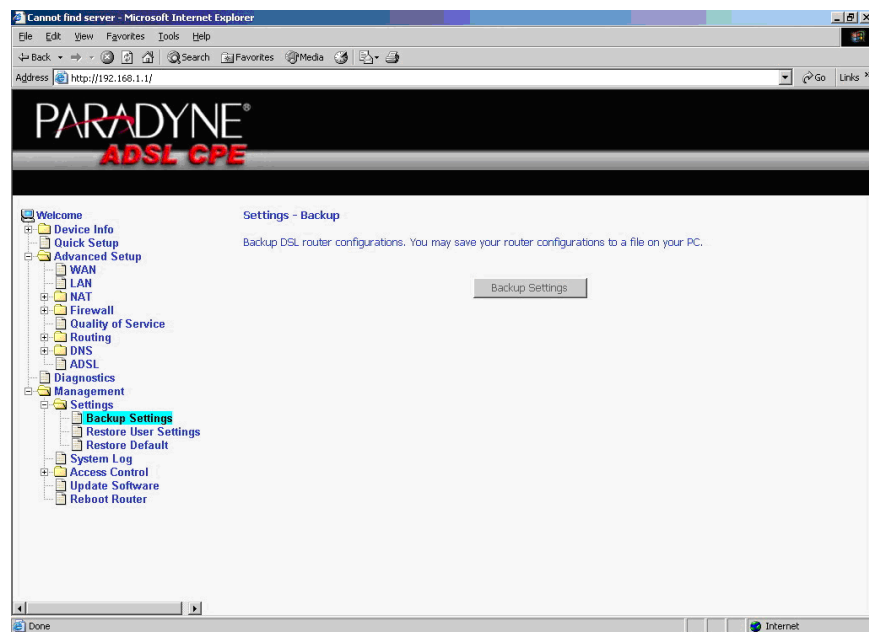 Cannot find server - Microsoft Internet Explorer
File Edit View Favorites Tools Help
Back Search Favorites Media
Address http://192.168.1.1/ Go Links »
PARADYNE®
ADSL CPE
Welcome
Device Info
Quick Setup
Advanced Setup
WAN
LAN
NAT
Firewall
Quality of Service
Routing
DNS
ADSL
Diagnostics
Management
Settings
Backup Settings
Restore User Settings
Restore Default
System Log
Access Control
Update Software
Reboot Router
Settings - Backup
Backup DSL router configurations. You may save your router configurations to a file on your PC.
Backup Settings
Done Internet